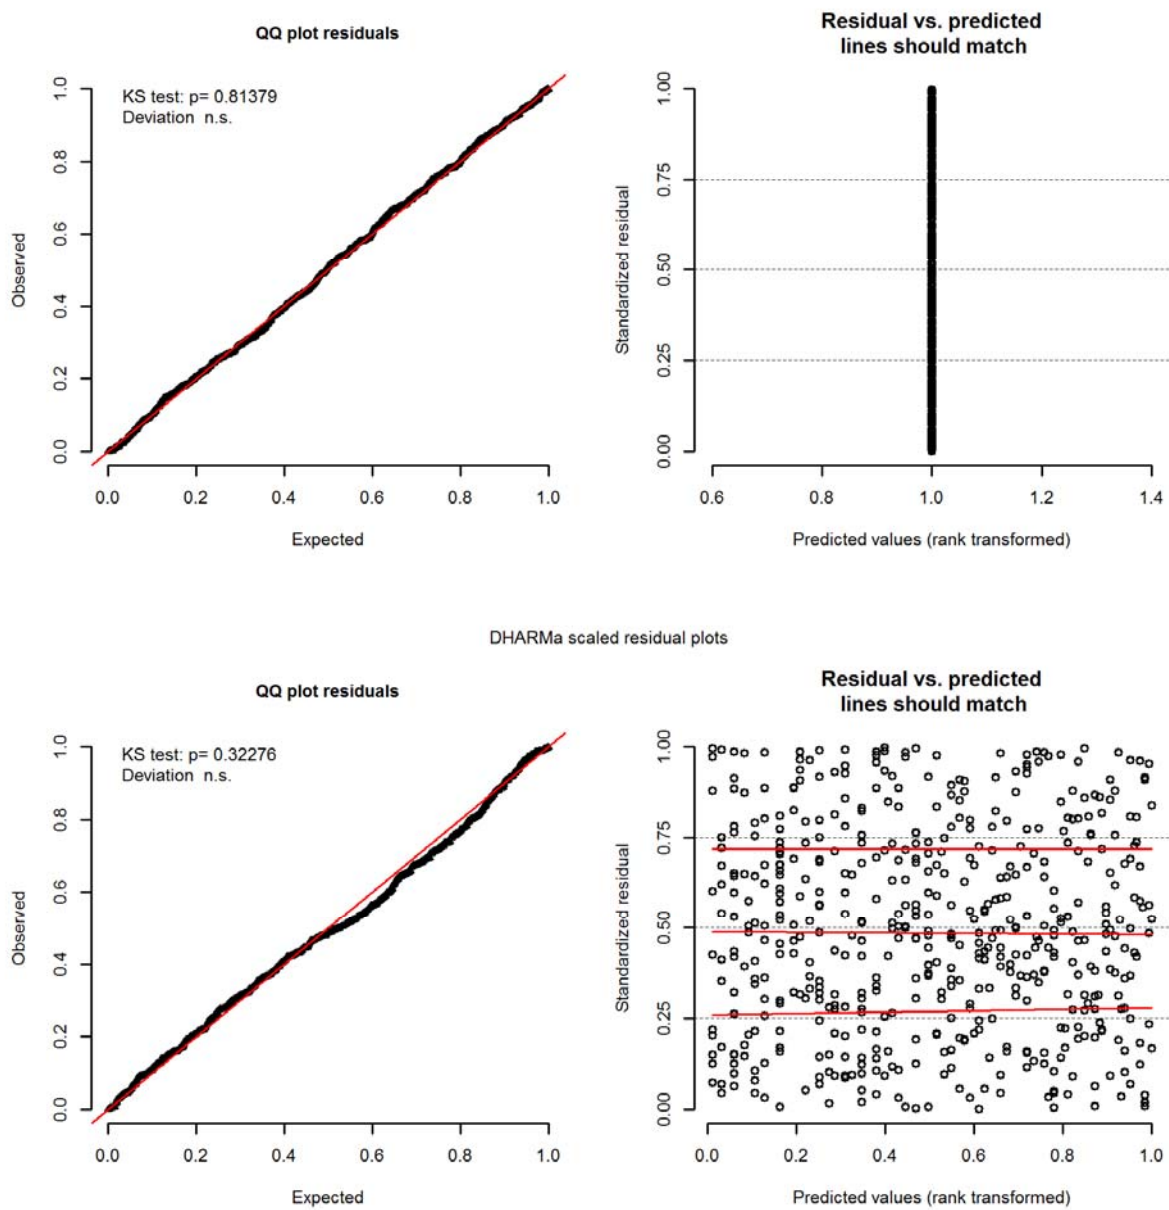 QQ plot residuals
KS test: p= 0.81379
Deviation n.s.
Observed
0.0 0.2 0.4 0.6 0.8 1.0
0.0 0.2 0.4 0.6 0.8 1.0
Expected
Residual vs. predicted
lines should match
Standardized residual
0.00 0.25 0.50 0.75 1.00
0.6 0.8 1.0 1.2 1.4
Predicted values (rank transformed)
DHARMa scaled residual plots
QQ plot residuals
KS test: p= 0.32276
Deviation n.s.
Observed
0.0 0.2 0.4 0.6 0.8 1.0
0.0 0.2 0.4 0.6 0.8 1.0
Expected
Residual vs. predicted
lines should match
Standardized residual
0.00 0.25 0.50 0.75 1.00
0.0 0.2 0.4 0.6 0.8 1.0
Predicted values (rank transformed)